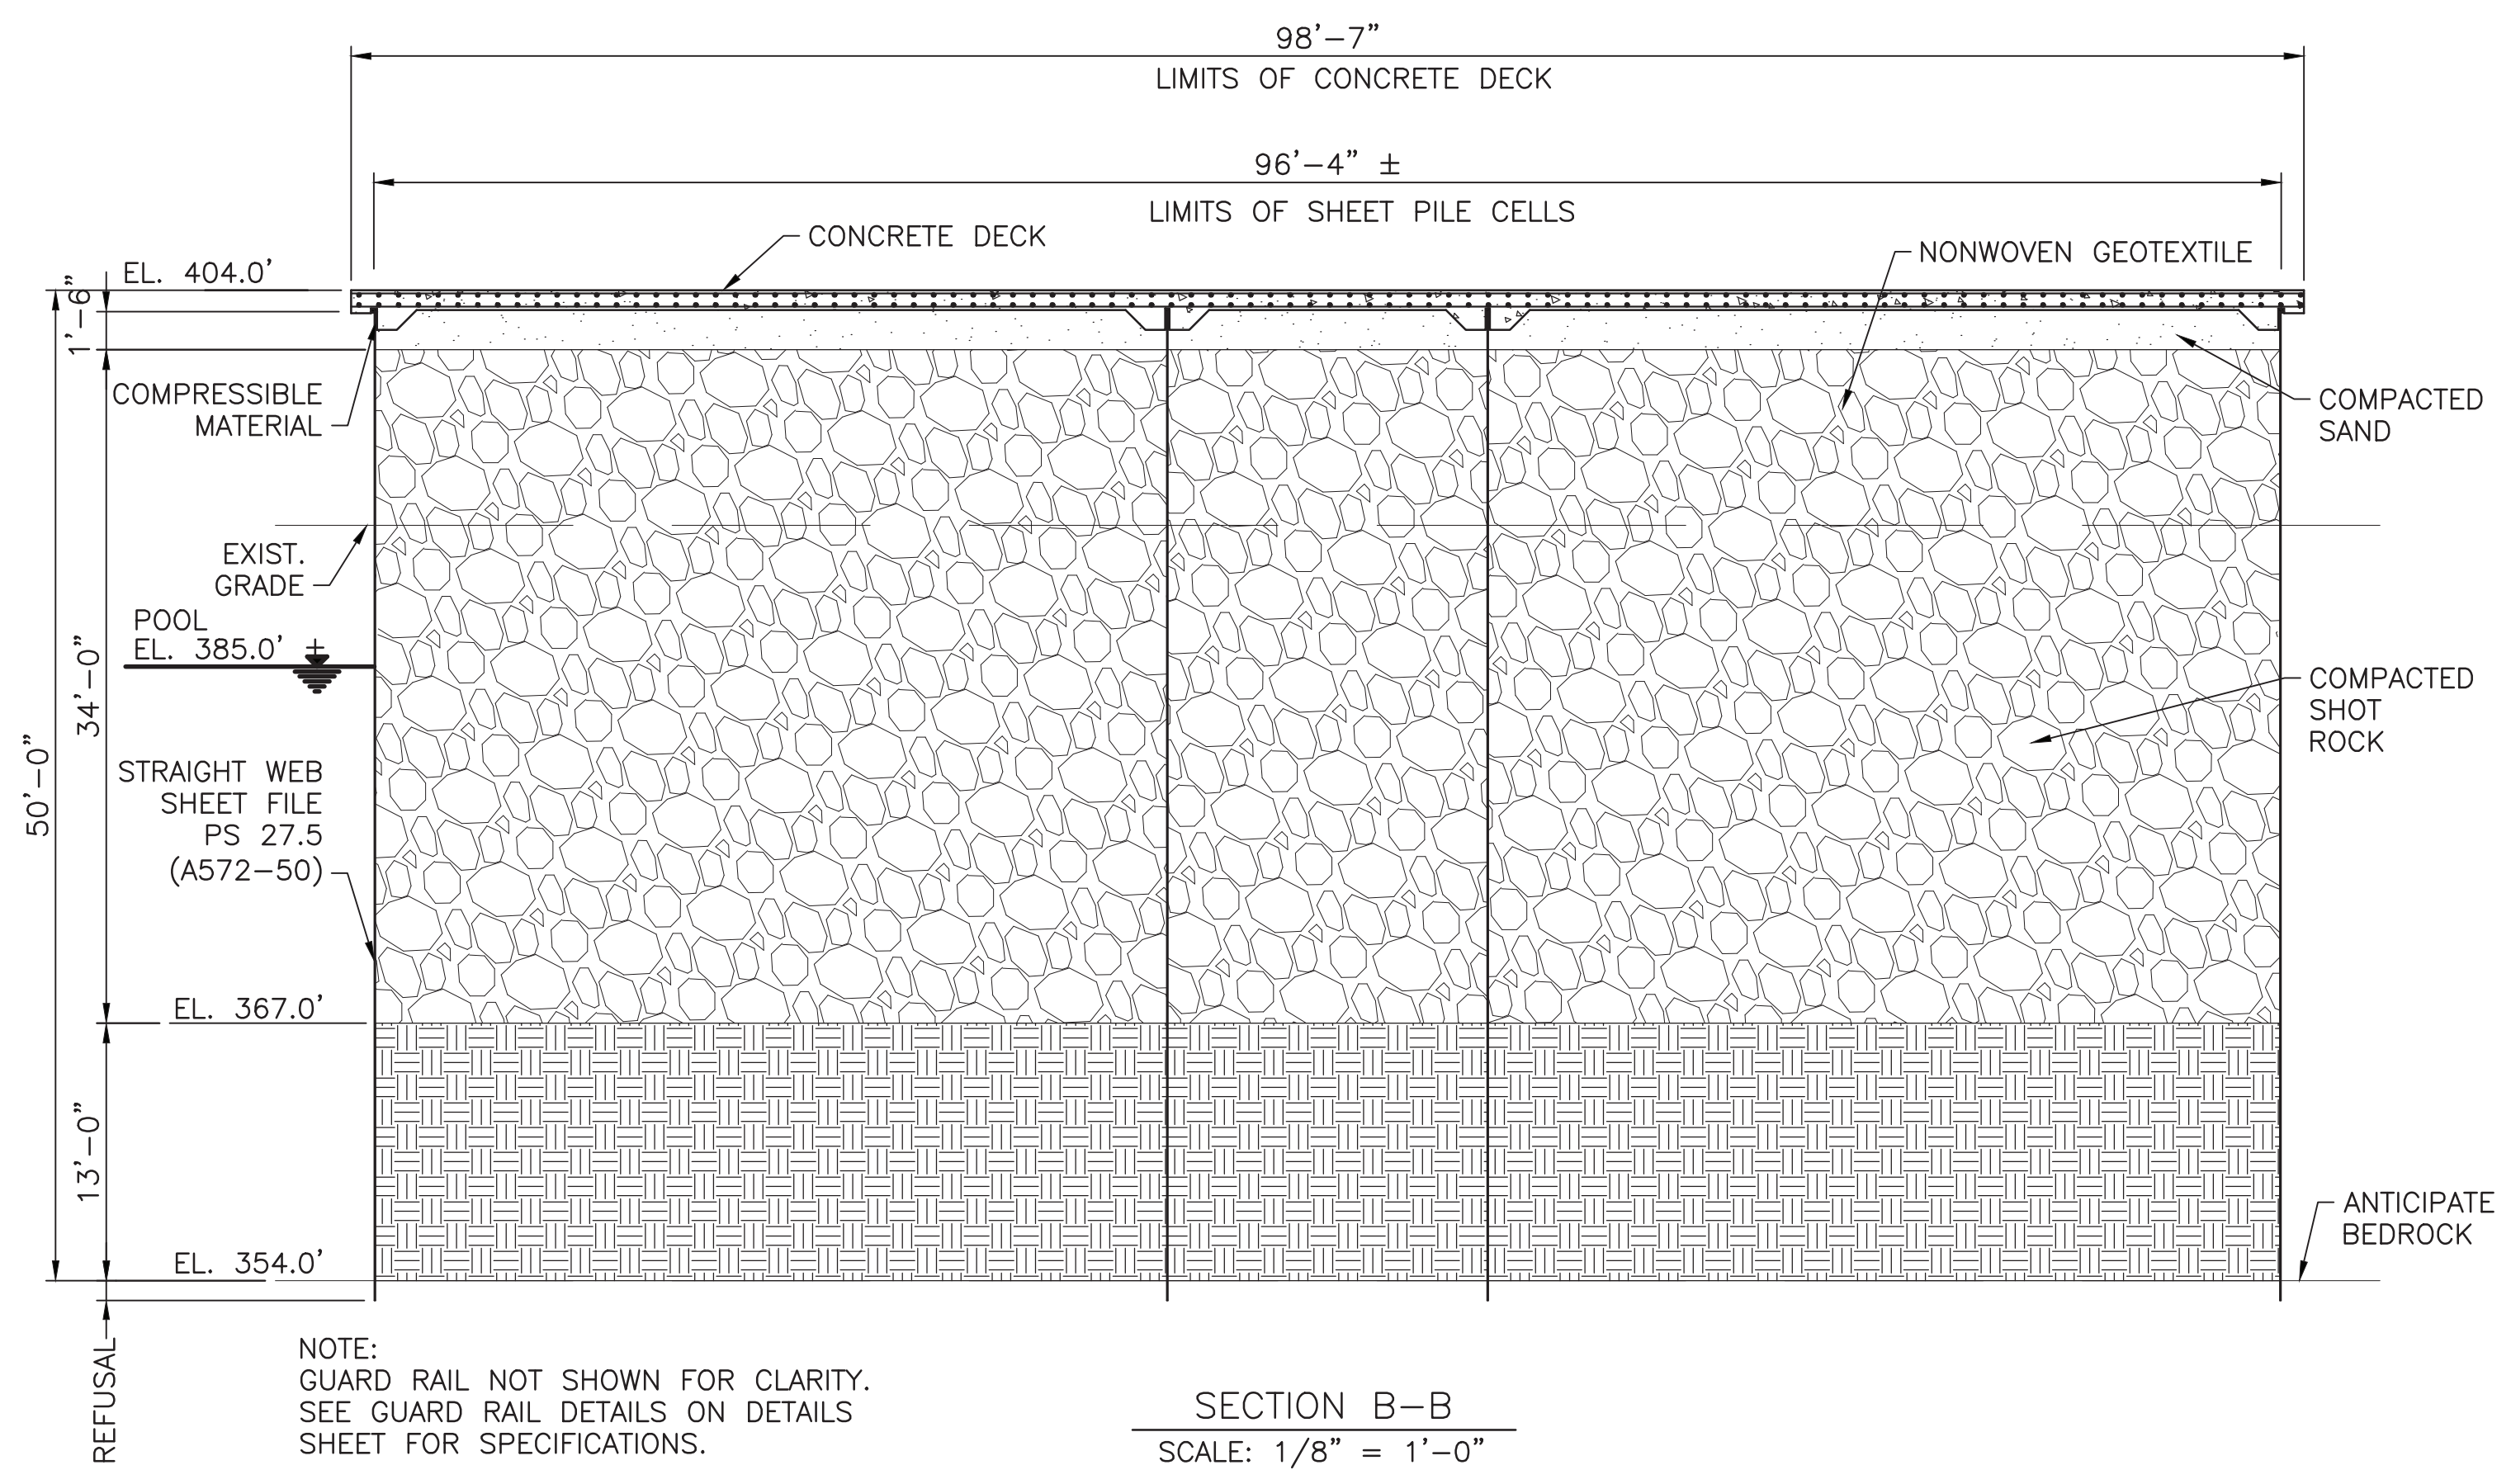 98'-7"
LIMITS OF CONCRETE DECK
96'-4" ±
LIMITS OF SHEET PILE CELLS
CONCRETE DECK
NONWOVEN GEOTEXTILE
EL. 404.0'
1'-6"
COMPRESSIBLE
MATERIAL
COMPACTED
SAND
EXIST.
GRADE
POOL
EL. 385.0' ±
34'-0"
50'-0"
COMPACTED
SHOT
ROCK
STRAIGHT WEB
SHEET FILE
PS 27.5
(A572-50)
EL. 367.0'
13'-0"
ANTICIPATE
BEDROCK
EL. 354.0'
REFUSAL
NOTE:
GUARD RAIL NOT SHOWN FOR CLARITY.
SEE GUARD RAIL DETAILS ON DETAILS
SHEET FOR SPECIFICATIONS.
SECTION B-B
SCALE: 1/8" = 1'-0"